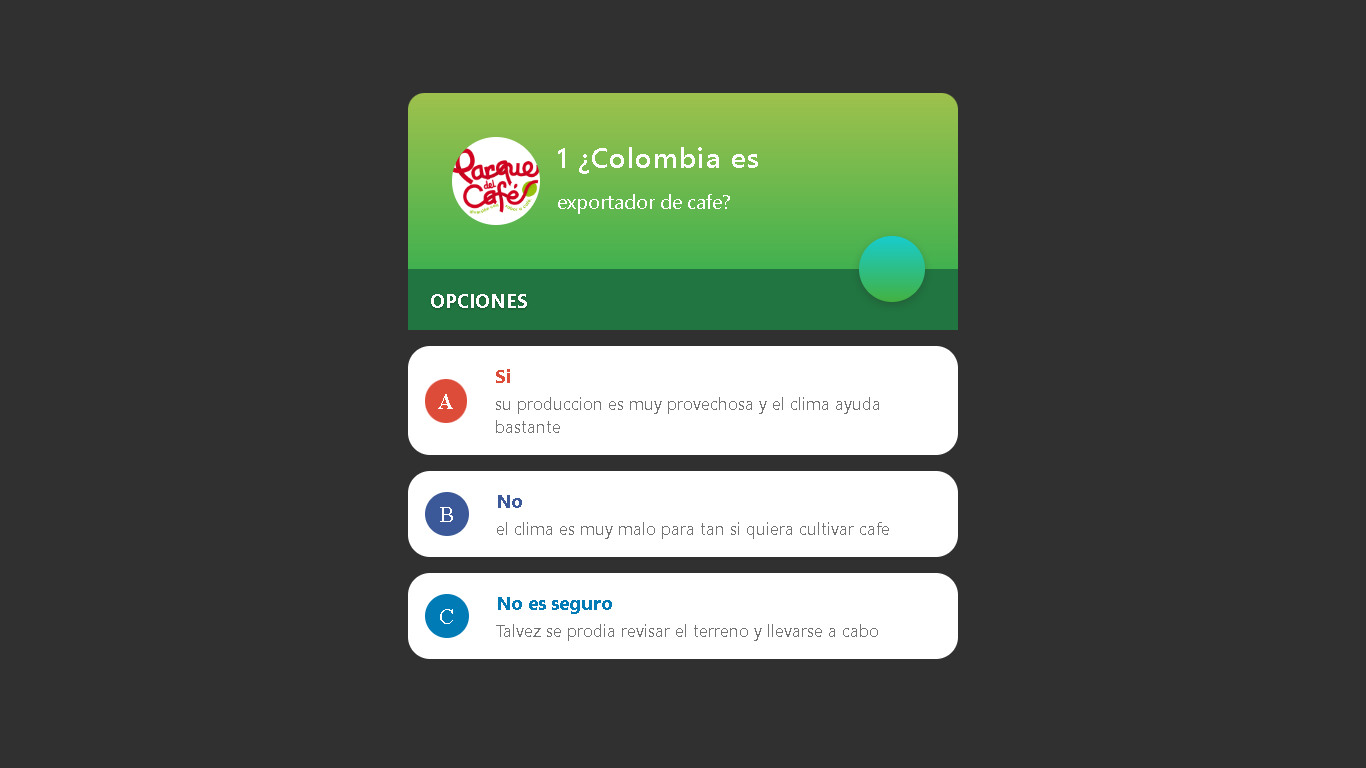 Parque
del
Café
1 ¿Colombia es
exportador de cafe?
OPCIONES
A
Si
su produccion es muy provechosa y el clima ayuda
bastante
B
No
el clima es muy malo para tan si quiera cultivar cafe
C
No es seguro
Talvez se prodia revisar el terreno y llevarse a cabo